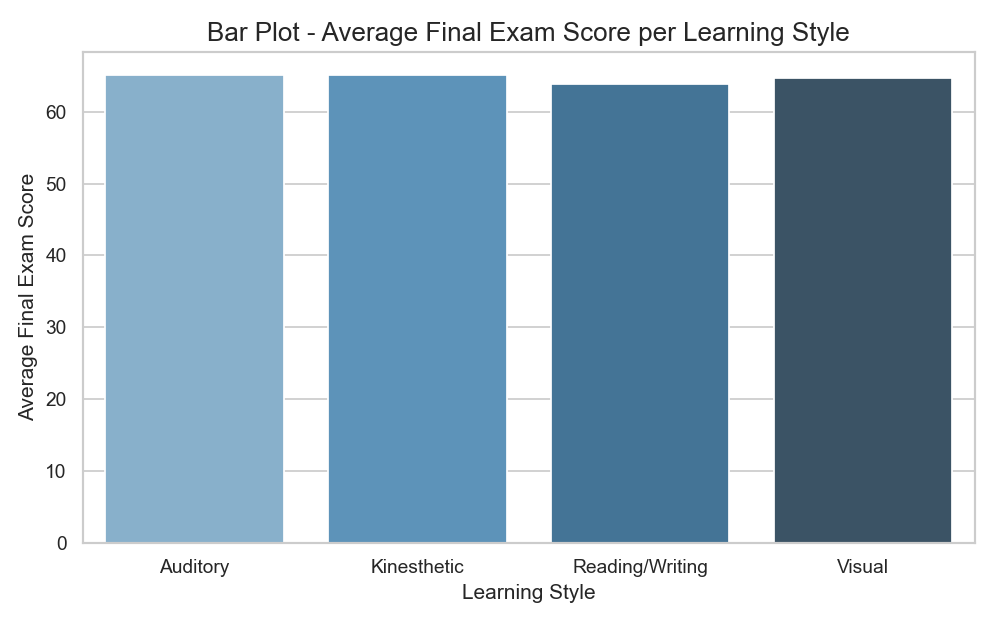 Bar Plot - Average Final Exam Score per Learning Style
Average Final Exam Score
60
50
40
30
20
10
0
Auditory Kinesthetic Reading/Writing Visual
Learning Style